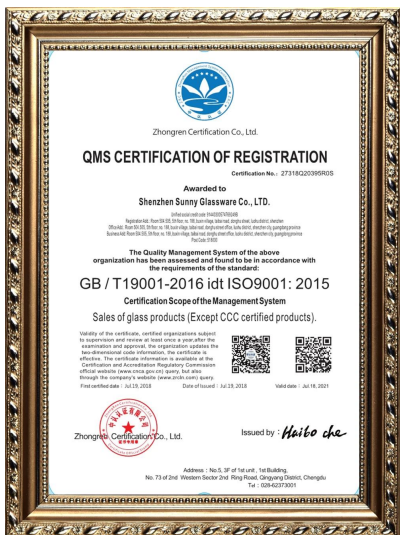 Zhongren Certification Co., Ltd.
QMS CERTIFICATION OF REGISTRATION
Certification No.: 27318Q20395R0S
Awarded to
Shenzhen Sunny Glassware Co., LTD.
The Quality Management System of the above
organization has been assessed and found to be in accordance with
the requirements of the standard:
GB / T19001-2016 idt ISO9001: 2015
Certification Scope of the Management System
Sales of glass products (Except CCC certified products).
Validity of the certificate, certified organizations subject
to supervision and review at least once a year,after the
examination and approval, the organization updates the
two-dimensional code information, the certificate is
effective. The certificate information is available at the
Certification and Accreditation Regulatory Commission
official website (www.cnca.gov.cn) query, but also
through the company's website (www.zrcln.com) query.
First certified date : Jul.19, 2018 Date of Issued : Jul.19, 2018 Valid date : Jul 18, 2021
Zhongren Certification Co., Ltd.
Issued by : Haibo che
Address : No.5, 3F of 1st unit , 1st Building,
No. 73 of 2nd Western Sector 2nd Ring Road, Qingyang District, Chengdu
Tel : 028-62373001